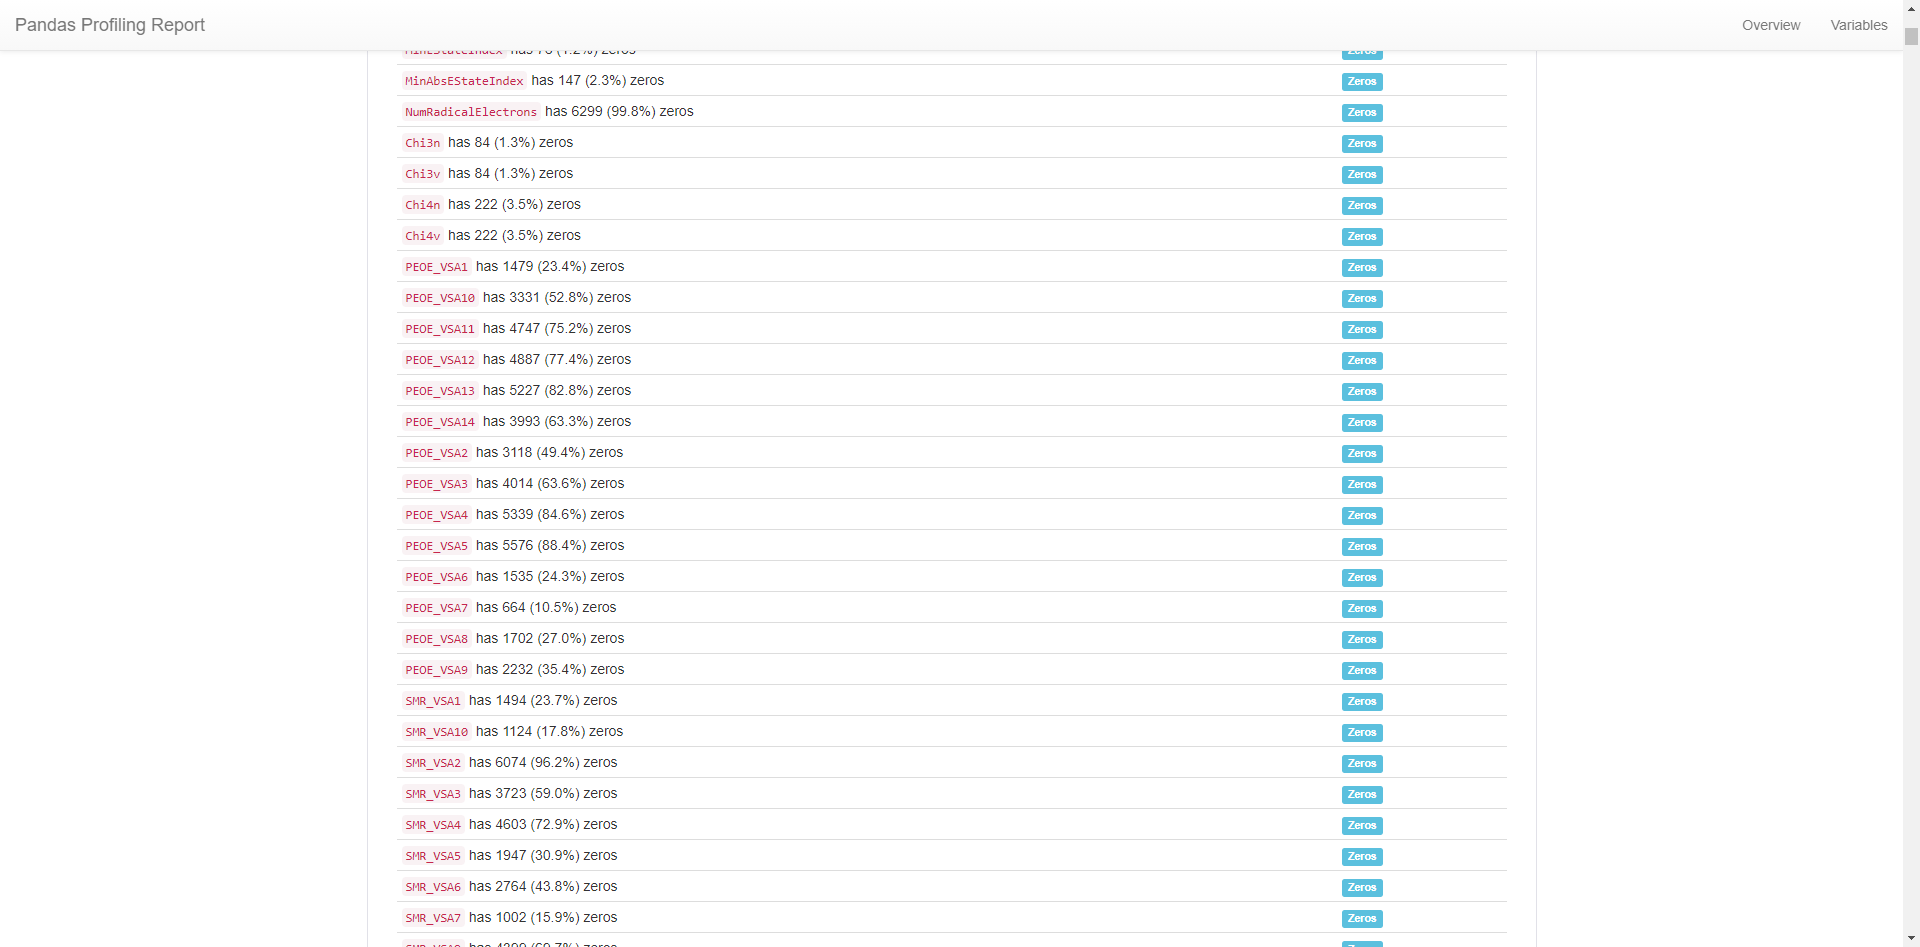 Pandas Profiling Report Overview Variables
MinEStateIndex has 76 (1.2%) zeros Zeros
MinAbsEStateIndex has 147 (2.3%) zeros Zeros
NumRadicalElectrons has 6299 (99.8%) zeros Zeros
Chi3n has 84 (1.3%) zeros Zeros
Chi3v has 84 (1.3%) zeros Zeros
Chi4n has 222 (3.5%) zeros Zeros
Chi4v has 222 (3.5%) zeros Zeros
PEOE_VSA1 has 1479 (23.4%) zeros Zeros
PEOE_VSA10 has 3331 (52.8%) zeros Zeros
PEOE_VSA11 has 4747 (75.2%) zeros Zeros
PEOE_VSA12 has 4887 (77.4%) zeros Zeros
PEOE_VSA13 has 5227 (82.8%) zeros Zeros
PEOE_VSA14 has 3993 (63.3%) zeros Zeros
PEOE_VSA2 has 3118 (49.4%) zeros Zeros
PEOE_VSA3 has 4014 (63.6%) zeros Zeros
PEOE_VSA4 has 5339 (84.6%) zeros Zeros
PEOE_VSA5 has 5576 (88.4%) zeros Zeros
PEOE_VSA6 has 1535 (24.3%) zeros Zeros
PEOE_VSA7 has 664 (10.5%) zeros Zeros
PEOE_VSA8 has 1702 (27.0%) zeros Zeros
PEOE_VSA9 has 2232 (35.4%) zeros Zeros
SMR_VSA1 has 1494 (23.7%) zeros Zeros
SMR_VSA10 has 1124 (17.8%) zeros Zeros
SMR_VSA2 has 6074 (96.2%) zeros Zeros
SMR_VSA3 has 3723 (59.0%) zeros Zeros
SMR_VSA4 has 4603 (72.9%) zeros Zeros
SMR_VSA5 has 1947 (30.9%) zeros Zeros
SMR_VSA6 has 2764 (43.8%) zeros Zeros
SMR_VSA7 has 1002 (15.9%) zeros Zeros
has zeros